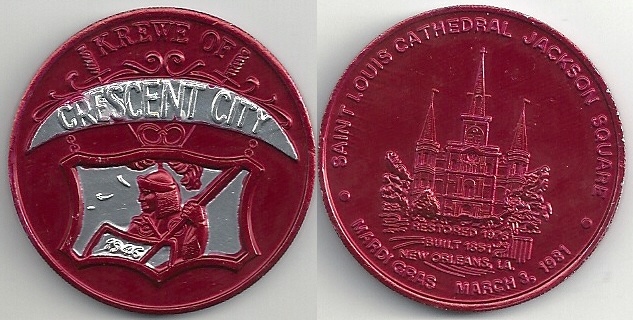 KREWE OF
CRESCENT CITY
1945
SAINT LOUIS CATHEDRAL JACKSON SQUARE
RESTORED
BUILT 1851
NEW ORLEANS, LA.
MARDI GRAS MARCH 3, 1981